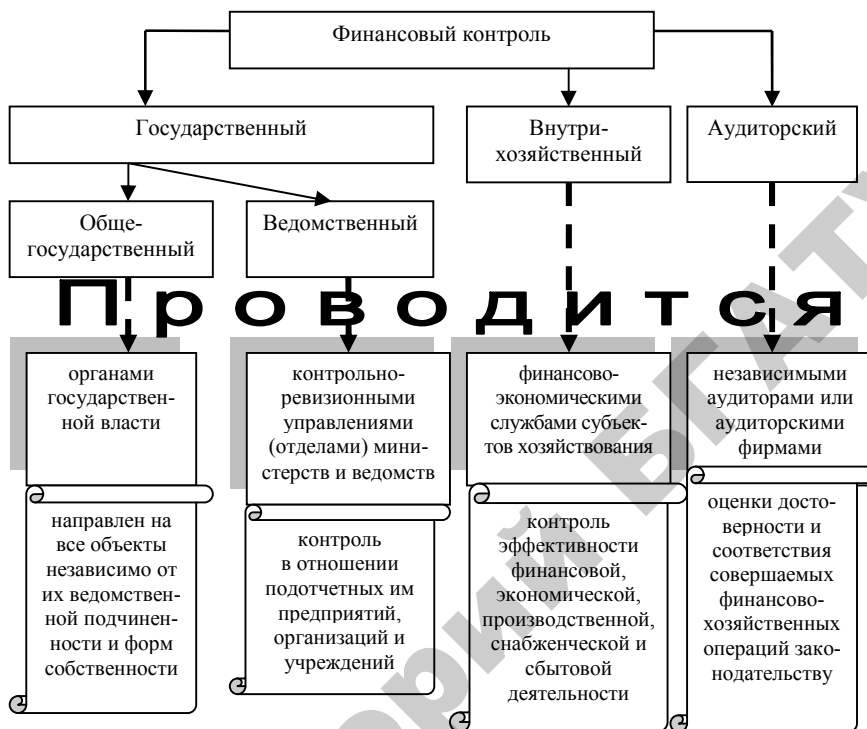 Финансовый контроль
Государственный
Внутри-
хозяйственный
Аудиторский
Обще-
государственный
Ведомственный
Проводится
органами
государствен-
ной власти
контрольно-
ревизионными
управлениями
(отделами) мини-
стерств и ведомств
финансово-
экономическими
службами субъек-
тов хозяйствования
независимыми
аудиторами или
аудиторскими
фирмами
направлен на
все объекты
независимо от
их ведомствен-
ной подчинен-
ности и форм
собственности
контроль
в отношении
подотчетных им
предприятий,
организаций и
учреждений
контроль
эффективности
финансовой,
экономической,
производственной,
снабженческой и
сбытовой
деятельности
оценки досто-
верности и
соответствия
совершаемых
финансово-
хозяйственных
операций зако-
нодательству
орий БГАТУ